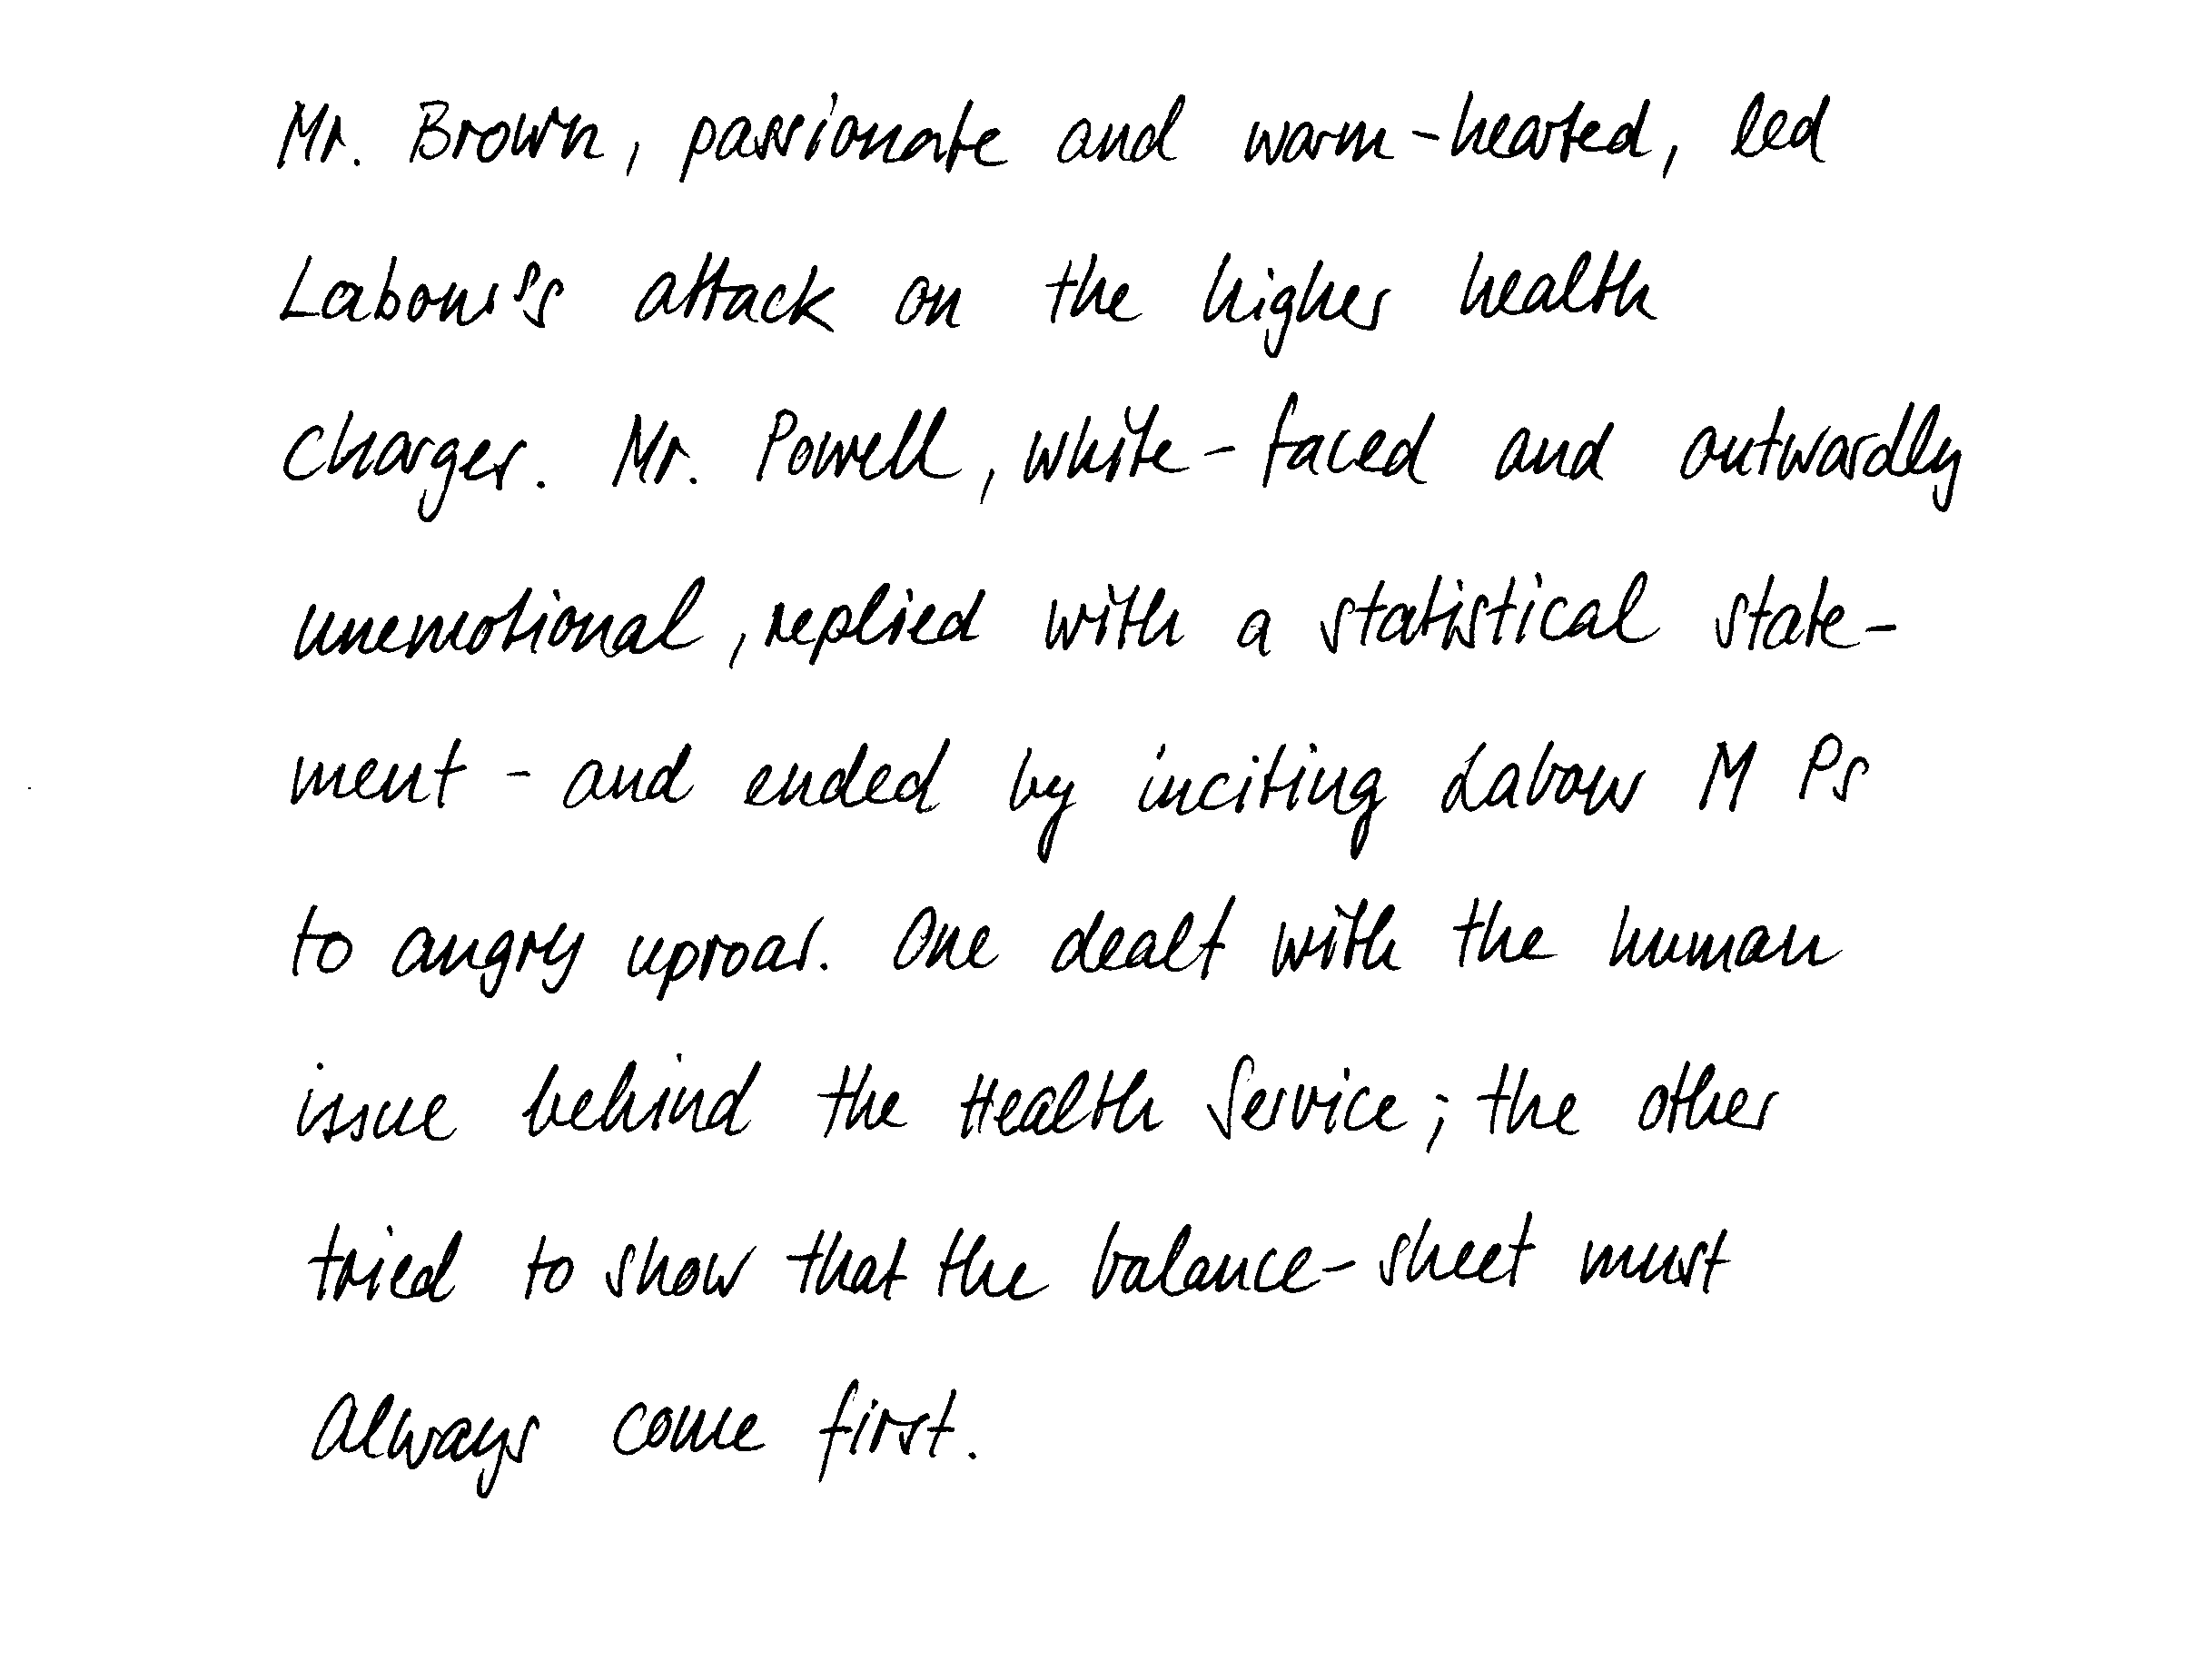 Mr. Brown, passionate and warm-hearted, led
Labour's attack on the higher health
charges. Mr. Powell, white-faced and outwardly
unemotional, replied with a statistical state-
ment - and ended by inciting Labour M Ps
to angry uproar. One dealt with the human
issue behind the Health Service; the other
tried to show that the balance-sheet must
always come first.